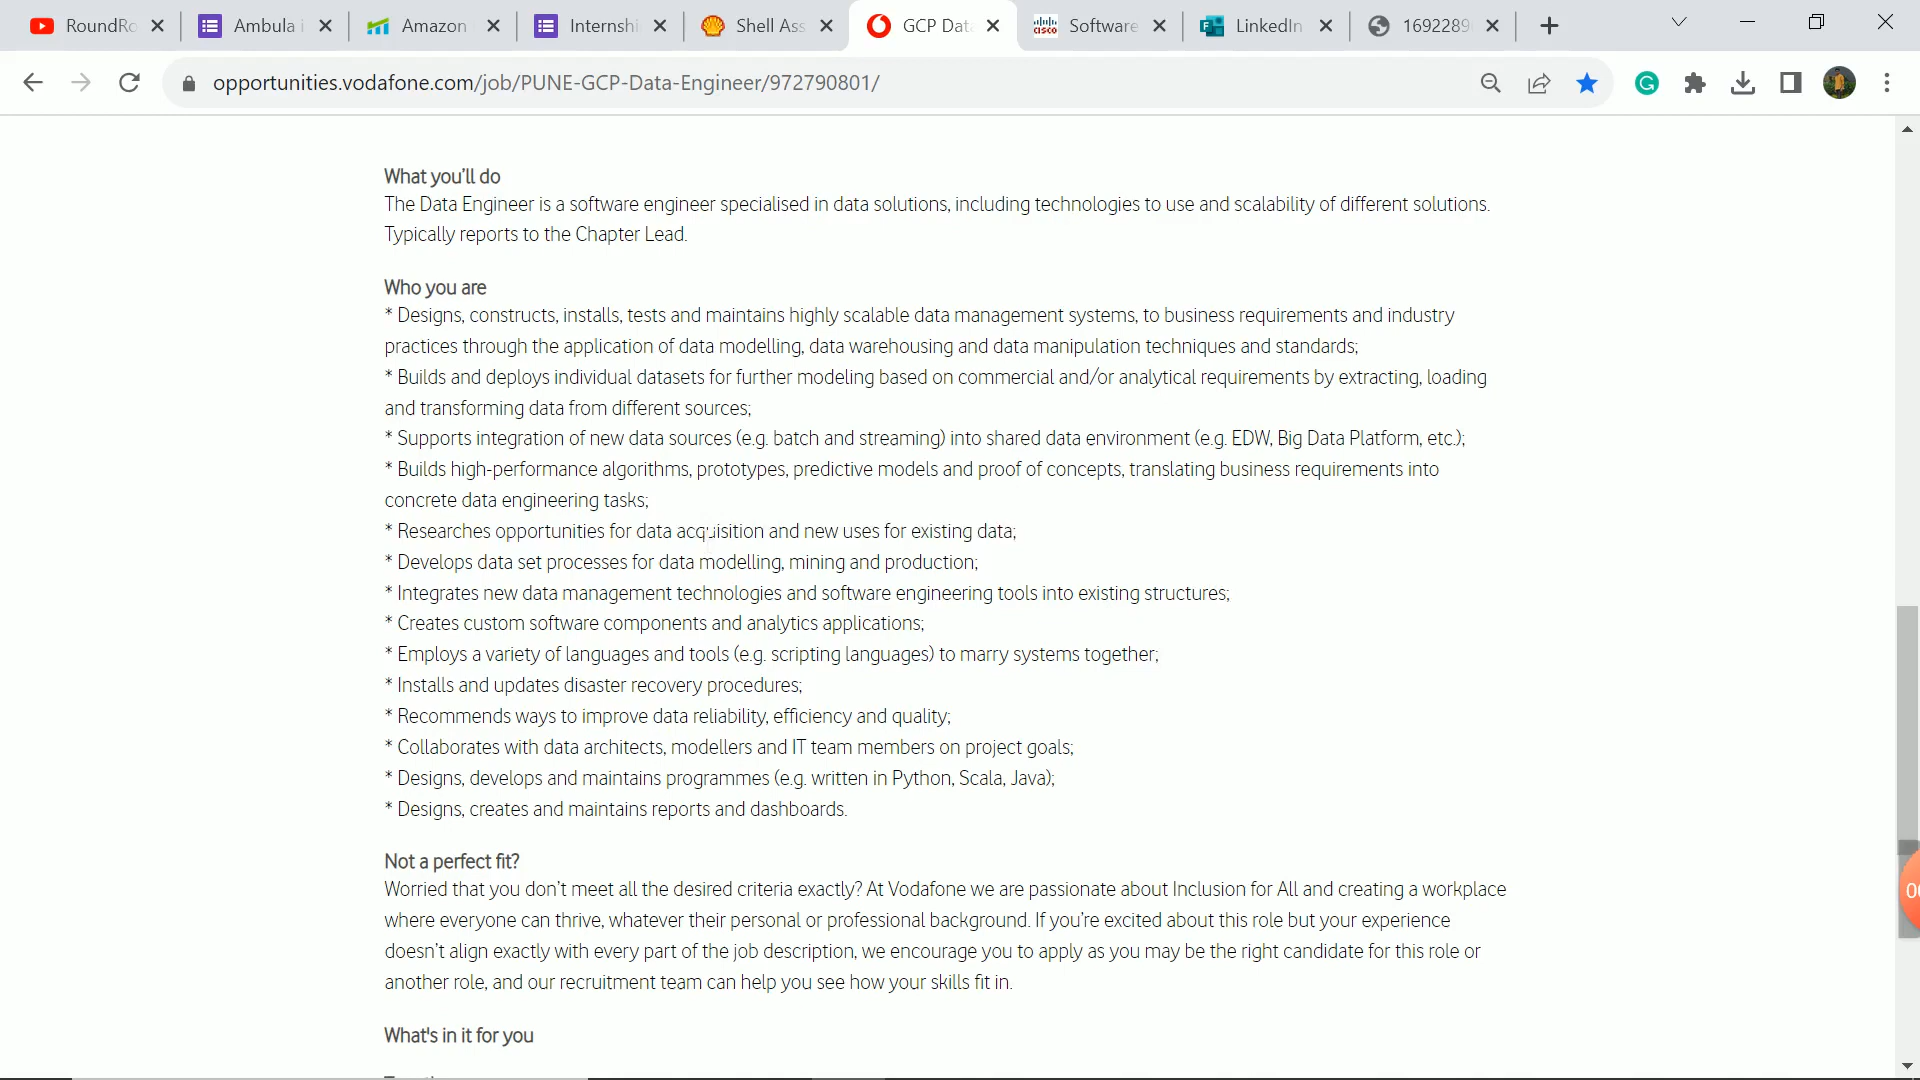 RoundRo
Ambula i
Amazon
Internshi
Shell Ass
GCP Data
Software
LinkedIn
1692289
opportunities.vodafone.com/job/PUNE-GCP-Data-Engineer/972790801/
What you'll do
The Data Engineer is a software engineer specialised in data solutions, including technologies to use and scalability of different solutions.
Typically reports to the Chapter Lead.
Who you are
* Designs, constructs, installs, tests and maintains highly scalable data management systems, to business requirements and industry
practices through the application of data modelling, data warehousing and data manipulation techniques and standards;
* Builds and deploys individual datasets for further modeling based on commercial and/or analytical requirements by extracting, loading
and transforming data from different sources;
* Supports integration of new data sources (e.g. batch and streaming) into shared data environment (e.g. EDW, Big Data Platform, etc.);
* Builds high-performance algorithms, prototypes, predictive models and proof of concepts, translating business requirements into
concrete data engineering tasks;
* Researches opportunities for data acquisition and new uses for existing data;
* Develops data set processes for data modelling, mining and production;
* Integrates new data management technologies and software engineering tools into existing structures;
* Creates custom software components and analytics applications;
* Employs a variety of languages and tools (e.g. scripting languages) to marry systems together;
* Installs and updates disaster recovery procedures;
* Recommends ways to improve data reliability, efficiency and quality;
* Collaborates with data architects, modellers and IT team members on project goals;
* Designs, develops and maintains programmes (e.g. written in Python, Scala, Java);
* Designs, creates and maintains reports and dashboards.
Not a perfect fit?
Worried that you don't meet all the desired criteria exactly? At Vodafone we are passionate about Inclusion for All and creating a workplace
where everyone can thrive, whatever their personal or professional background. If you're excited about this role but your experience
doesn't align exactly with every part of the job description, we encourage you to apply as you may be the right candidate for this role or
another role, and our recruitment team can help you see how your skills fit in.
What's in it for you